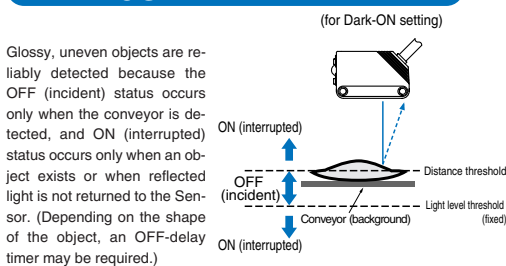 (for Dark-ON setting)
Glossy, uneven objects are re-
liably detected because the
OFF (incident) status occurs
only when the conveyor is de-
tected, and ON (interrupted)
status occurs only when an ob-
ject exists or when reflected
light is not returned to the Sen-
sor. (Depending on the shape
of the object, an OFF-delay
timer may be required.)
ON (interrupted)
Distance threshold
OFF
(incident)
Light level threshold
(fixed)
Conveyor (background)
ON (interrupted)